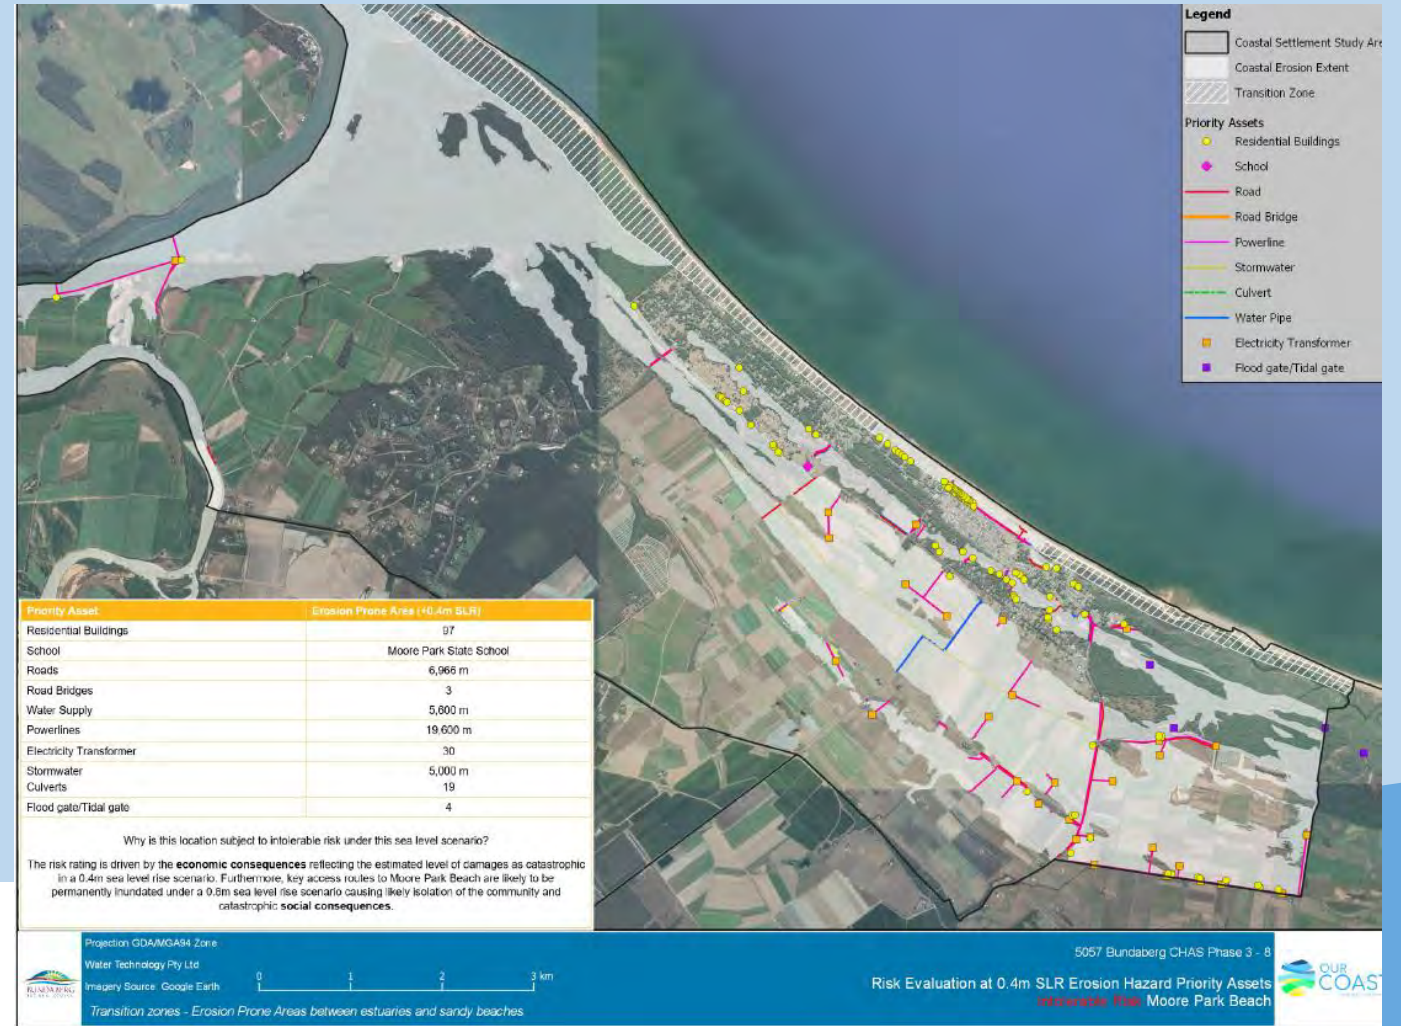 Legend
Coastal Settlement Study Are
Coastal Erosion Extent
Transition Zone
Priority Assets
Residential Buildings
School
Road
Road Bridge
Powerline
Stormwater
Culvert
Water Pipe
Electricity Transformer
Flood gate/Tidal gate
Priority Asset Erosion Prone Area (+0.4m SLR)
Residential Buildings 97
School Moore Park State School
Roads 6,966 m
Road Bridges 3
Water Supply 5,600 m
Powerlines 19,600 m
Electricity Transformer 30
Stormwater 5,000 m
Culverts 19
Flood gate/Tidal gate 4
Why is this location subject to intolerable risk under this sea level scenario?
The risk rating is driven by the economic consequences reflecting the estimated level of damages as catastrophic
in a 0.4m sea level rise scenario. Furthermore, key access routes to Moore Park Beach are likely to be
permanently inundated under a 0.8m sea level rise scenario causing likely isolation of the community and
catastrophic social consequences.
BUNDABERG
Projection GDA/MGA94 Zone
Water Technology Pty Ltd
Imagery Source: Google Earth
0 1 2 3 km
Transition zones - Erosion Prone Areas between estuaries and sandy beaches
5057 Bundaberg CHAS Phase 3 - 8
Risk Evaluation at 0.4m SLR Erosion Hazard Priority Assets
Intolerable Risk Moore Park Beach
OUR
COAST